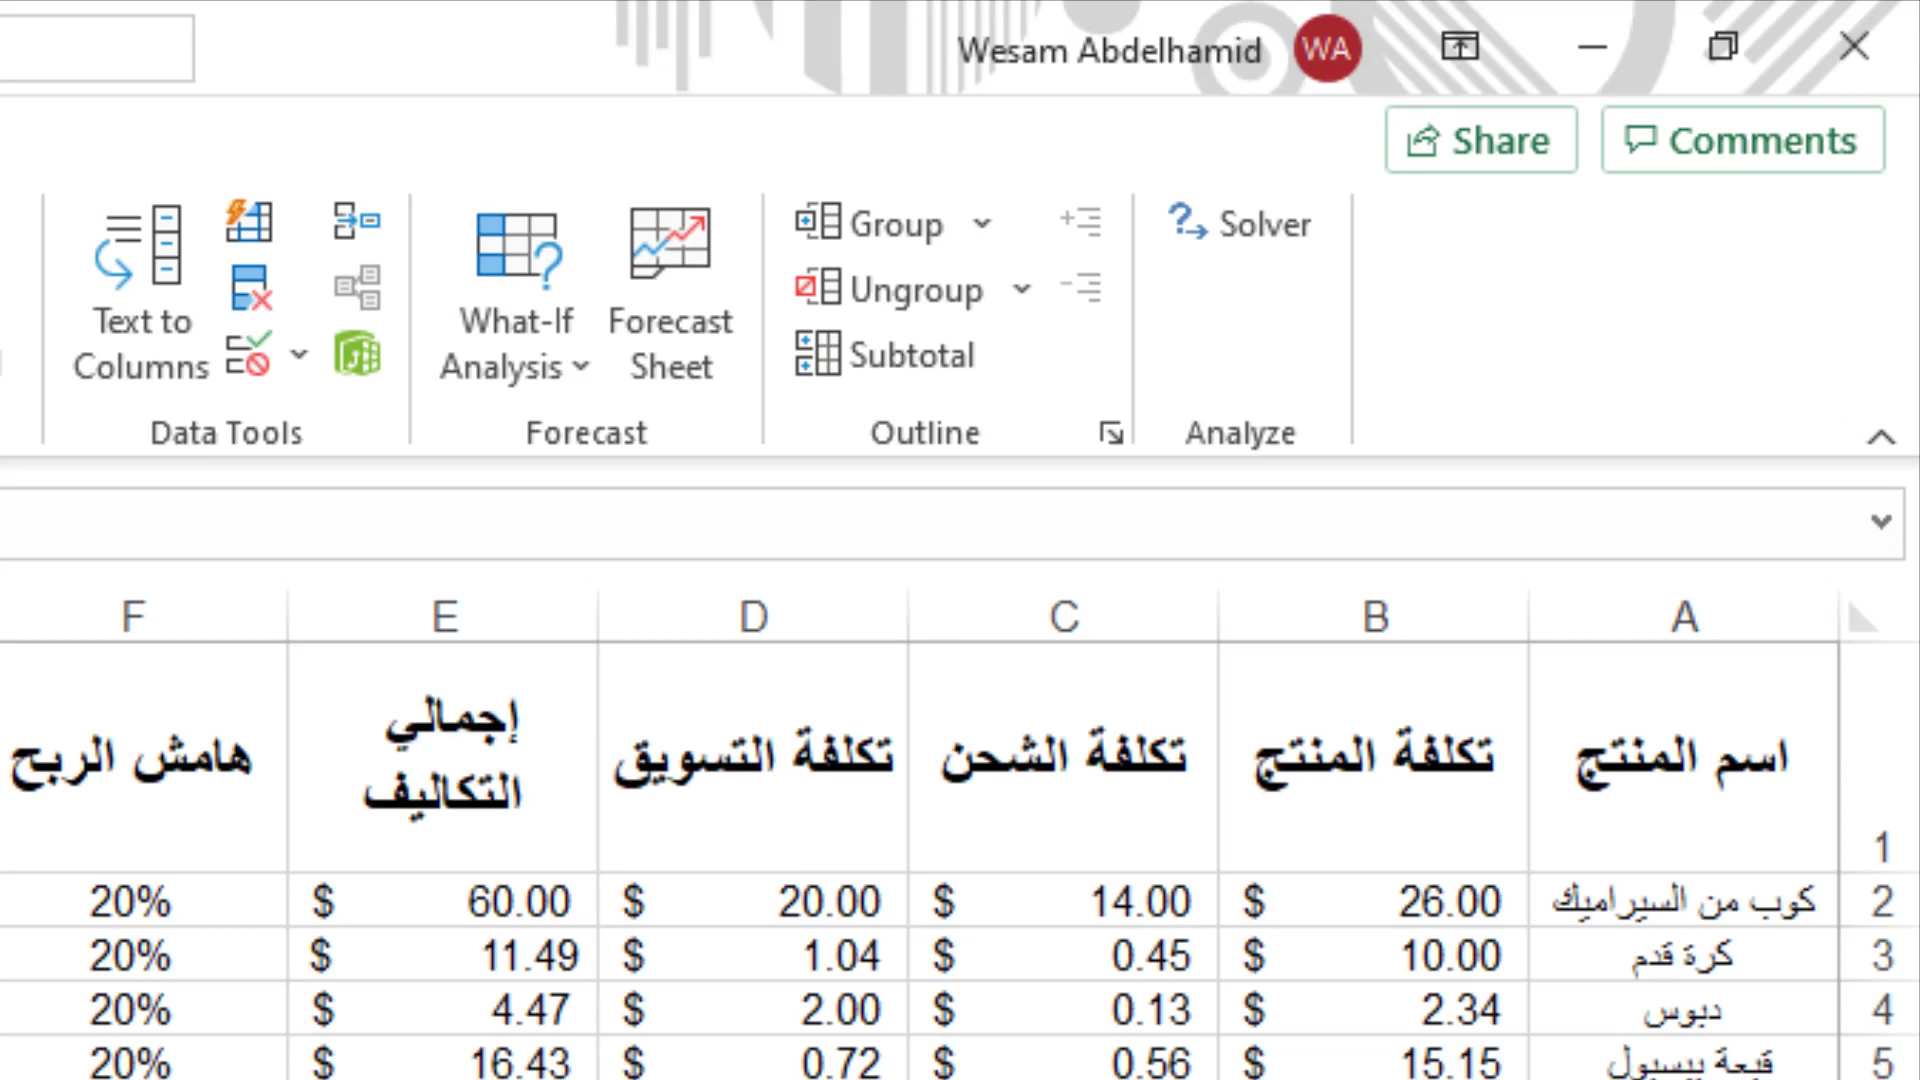 Wesam Abdelhamid WA
Share Comments
Text to Columns
What-If Analysis
Forecast Sheet
Group
Ungroup
Subtotal
Solver
Data Tools Forecast Outline Analyze
F E D C B A
1 اسم المنتج تكلفة المنتج تكلفة الشحن تكلفة التسويق إجمالي التكاليف هامش الربح
2 كوب من السيراميك $ 26.00 $ 14.00 $ 20.00 $ 60.00 20%
3 كرة قدم $ 10.00 $ 0.45 $ 1.04 $ 11.49 20%
4 دبوس $ 2.34 $ 0.13 $ 2.00 $ 4.47 20%
5 قبعة بيسبول $ 15.15 $ 0.56 $ 0.72 $ 16.43 20%